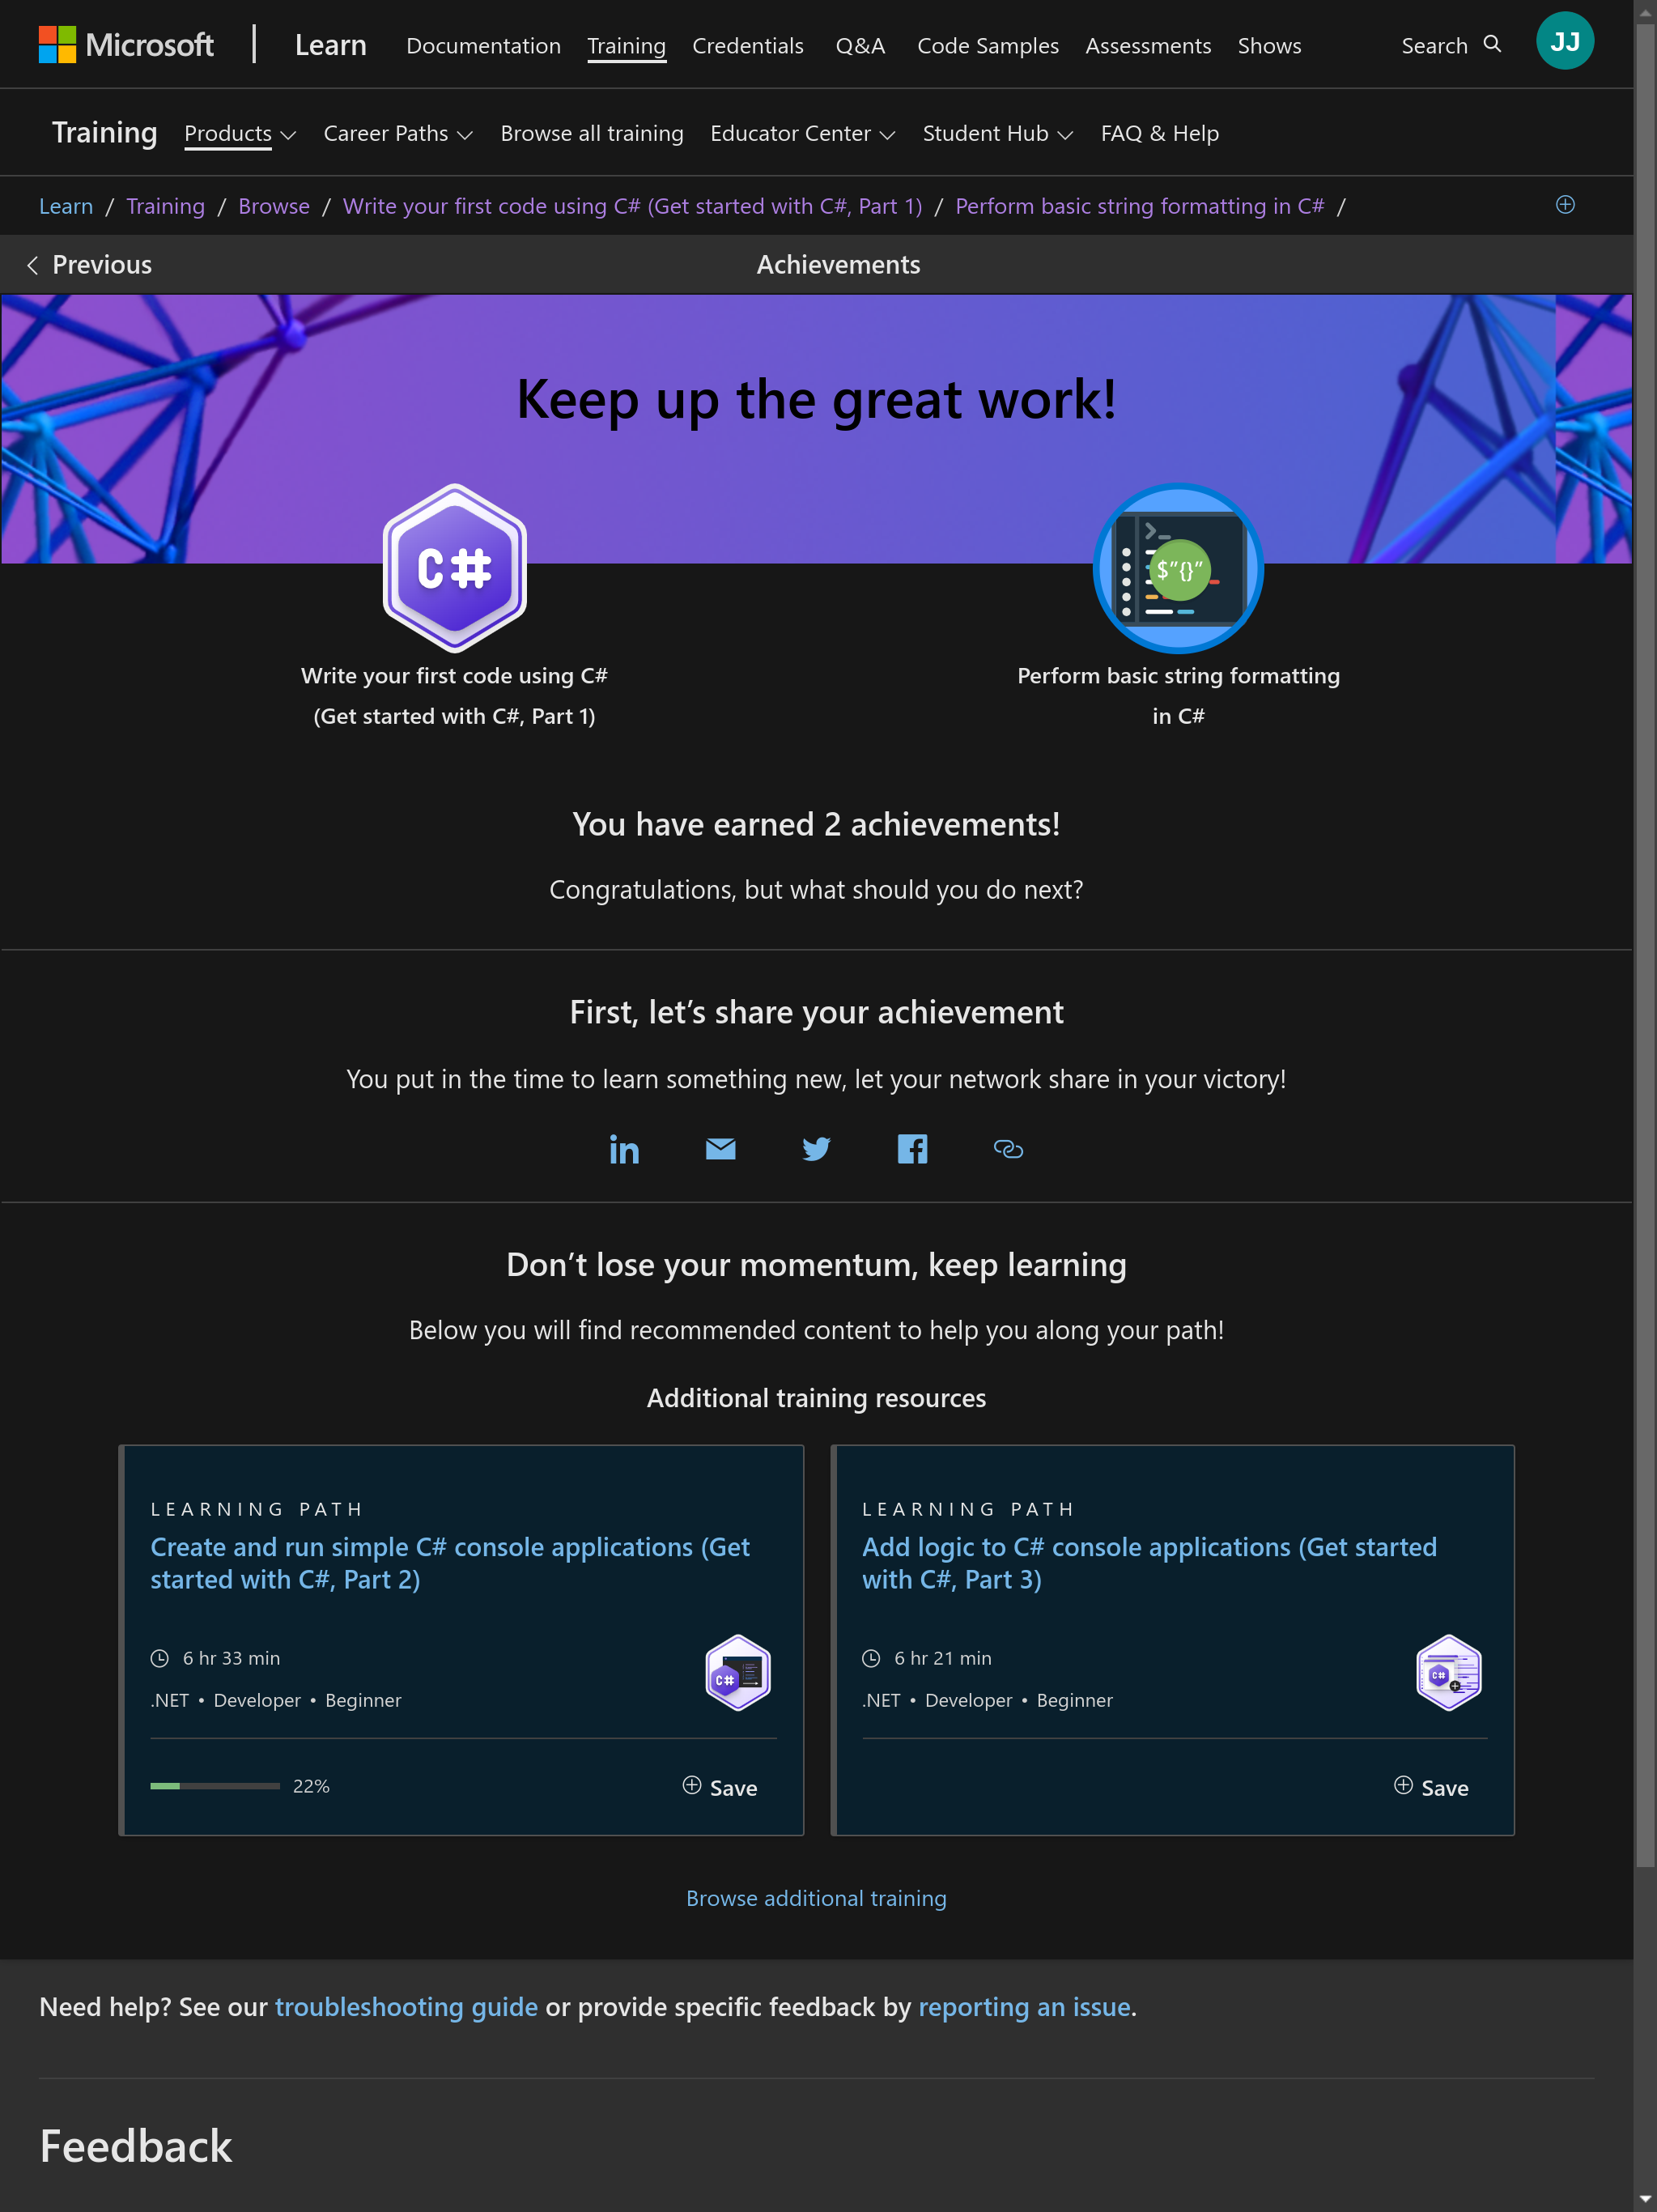 Microsoft Learn Documentation Training Credentials Q&A Code Samples Assessments Shows Search JJ
Training Products Career Paths Browse all training Educator Center Student Hub FAQ & Help
Learn / Training / Browse / Write your first code using C# (Get started with C#, Part 1) / Perform basic string formatting in C# /
Previous Achievements
Keep up the great work!
C#
$"{}"
Write your first code using C#
(Get started with C#, Part 1)
Perform basic string formatting
in C#
You have earned 2 achievements!
Congratulations, but what should you do next?
First, let’s share your achievement
You put in the time to learn something new, let your network share in your victory!
Don’t lose your momentum, keep learning
Below you will find recommended content to help you along your path!
Additional training resources
LEARNING PATH
Create and run simple C# console applications (Get
started with C#, Part 2)
6 hr 33 min
C#
.NET • Developer • Beginner
22% Save
LEARNING PATH
Add logic to C# console applications (Get started
with C#, Part 3)
6 hr 21 min
C#
.NET • Developer • Beginner
Save
Browse additional training
Need help? See our troubleshooting guide or provide specific feedback by reporting an issue.
Feedback